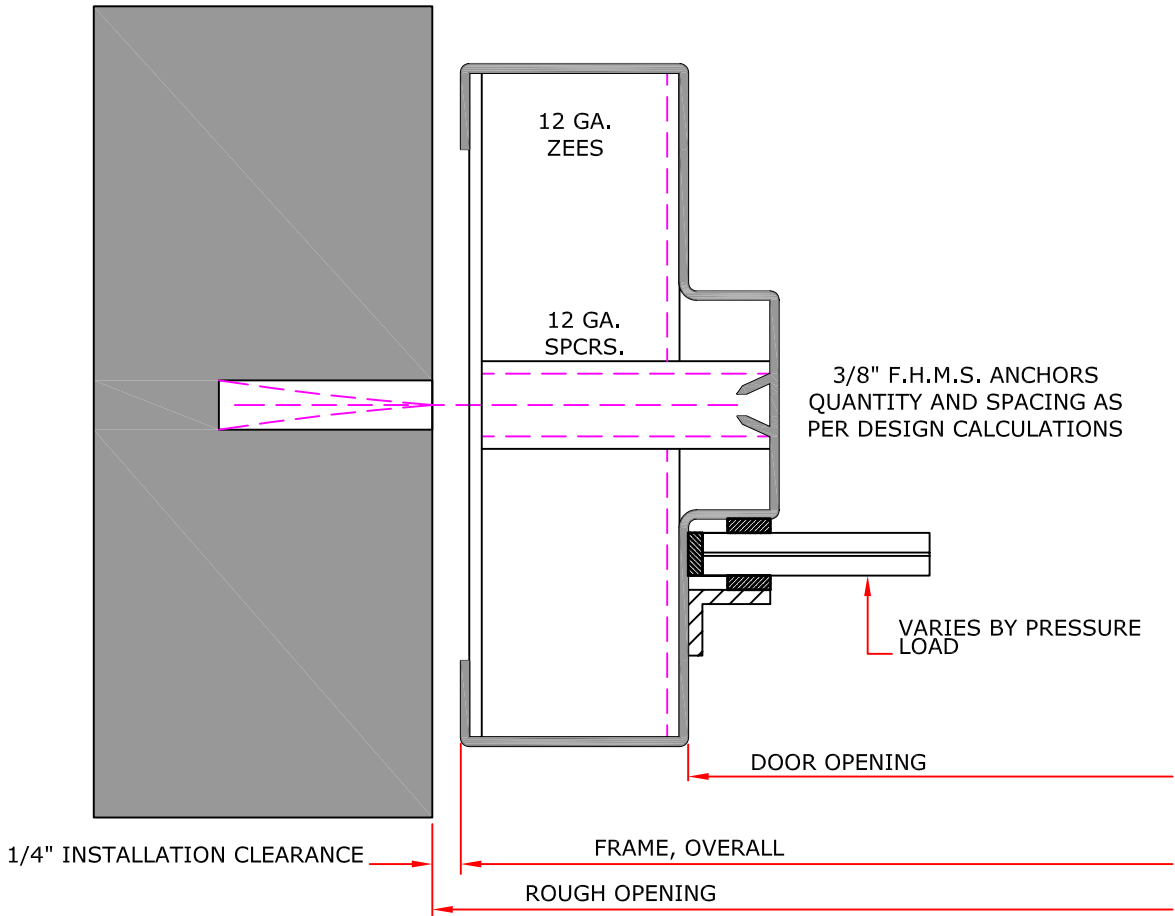 12 GA.
ZEES
12 GA.
SPCRS.
3/8" F.H.M.S. ANCHORS
QUANTITY AND SPACING AS
PER DESIGN CALCULATIONS
VARIES BY PRESSURE
LOAD
DOOR OPENING
1/4" INSTALLATION CLEARANCE
FRAME, OVERALL
ROUGH OPENING